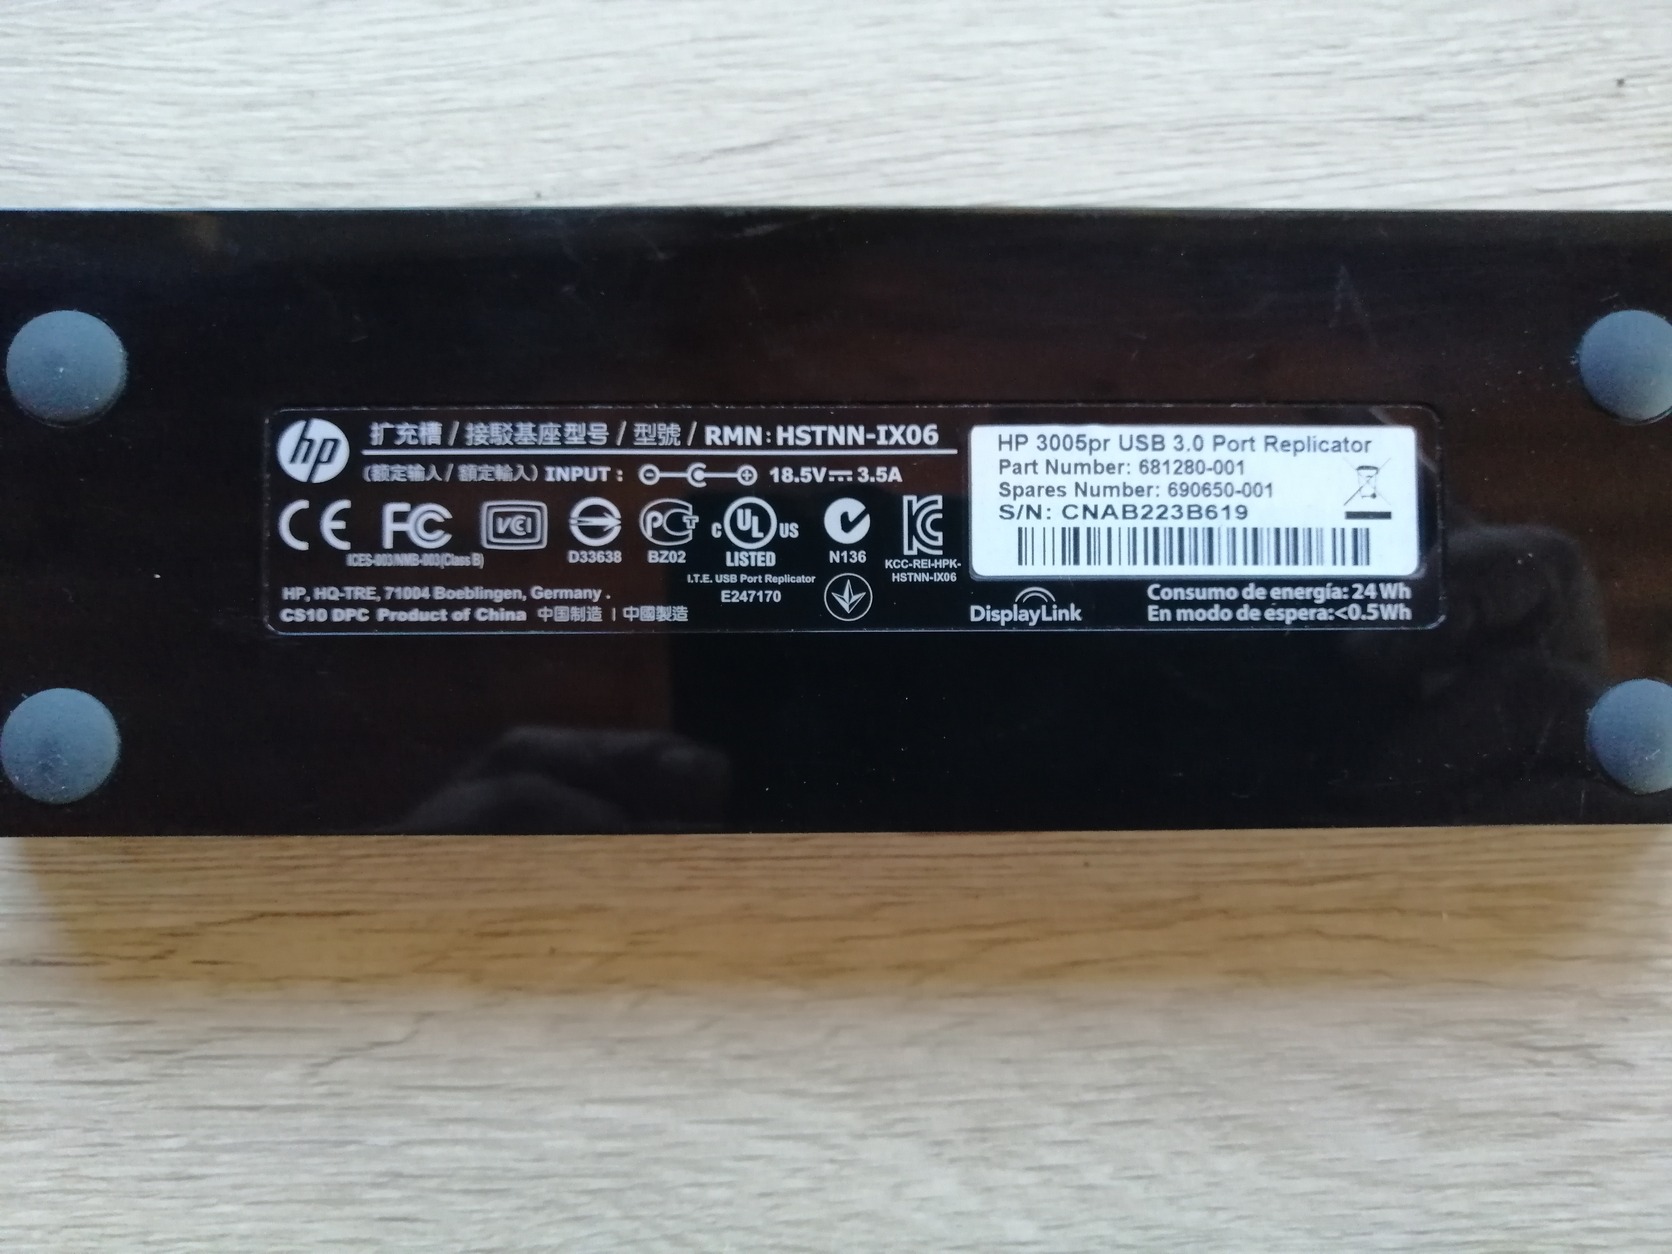 hp
扩充槽 / 接駁基座型号 / 型號 / RMN: HSTNN-IX06
(额定输入 / 額定輸入) INPUT: 18.5V 3.5A
CE FC VCI D33638 PCT BZ02 C UL US LISTED N136
ICES-003/NMB-003(Class B)
I.T.E. USB Port Replicator
E247170
KCC-REI-HPK-
HSTNN-IX06
HP, HQ-TRE, 71004 Boeblingen, Germany .
CS10 DPC Product of China 中国制造 | 中國製造
HP 3005pr USB 3.0 Port Replicator
Part Number: 681280-001
Spares Number: 690650-001
S/N: CNAB223B619
DisplayLink
Consumo de energía: 24 Wh
En modo de espera:<0.5Wh